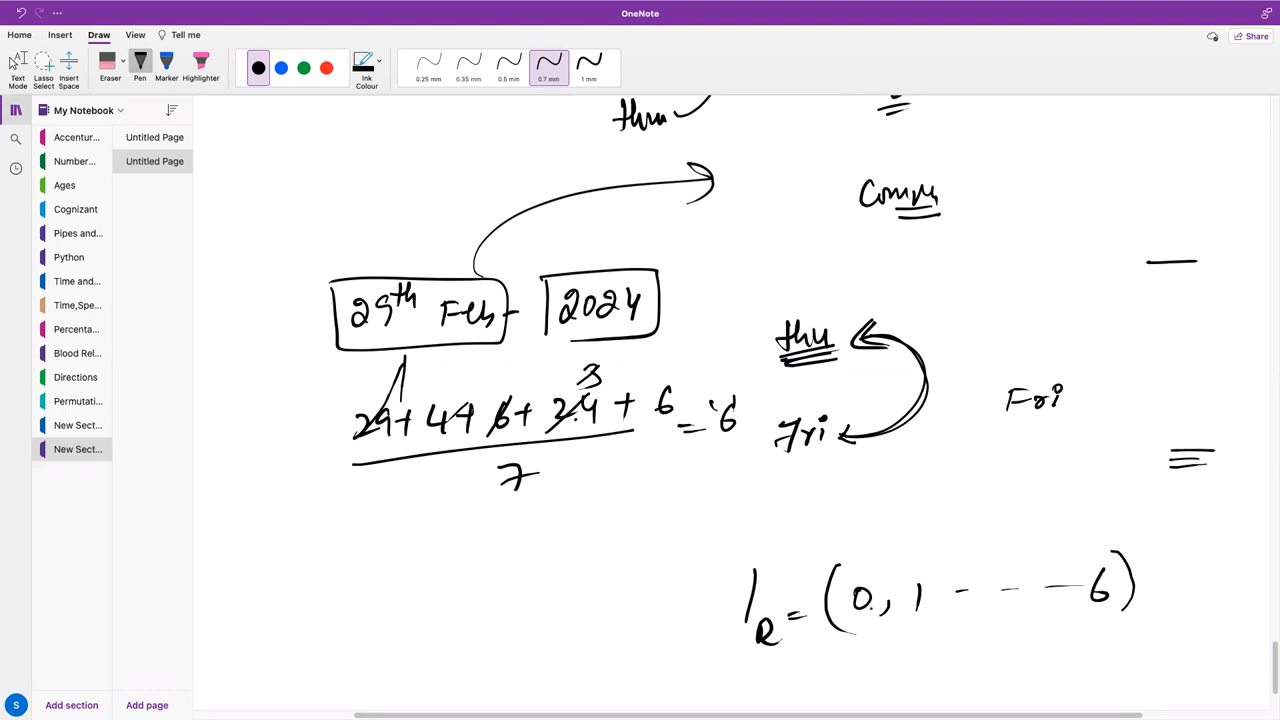 OneNote
Home Insert Draw View Tell me
Share
Text Mode
Lasso Select
Insert Space
Eraser
Pen
Marker
Highlighter
Ink Colour
0.25 mm
0.35 mm
0.5 mm
0.7 mm
1 mm
My Notebook
Accentur...
Number...
Ages
Cognizant
Pipes and...
Python
Time and...
Time,Spe...
Percenta...
Blood Rel...
Directions
Permutati...
New Sect...
New Sect...
Untitled Page
Untitled Page
S
Add section
Add page
thu
29th Feb - 2024
thu
3
29+ 4+ 6+ 24 + 6 = 6
7
Fri
Fri
R = (0, 1 - - - 6)